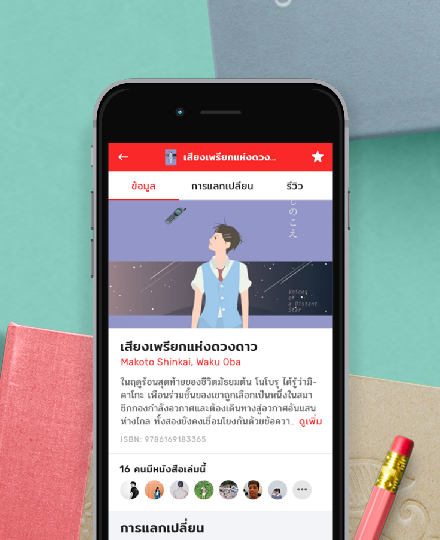 เสียงเพรียกแห่งดวง...
ข้อมูล
การแลกเปลี่ยน
รีวิว
しのこえ
Voices
of
a Distant
Star
เสียงเพรียกแห่งดวงดาว
Makoto Shinkai, Waku Oba
ในฤดูร้อนสุดท้ายของชีวิตมัธยมต้น โนโบรุ ได้รู้ว่ามิ-
คาโกะ เพื่อนร่วมชั้นของเขาถูกเลือกเป็นหนึ่งในสมา
ชิกกองกำลังอวกาศและต้องเดินทางสู่อวกาศอันแสน
ห่างไกล ทั้งสองยังคงเชื่อมโยงกันด้วยข้อควา... ดูเพิ่ม
ISBN: 9786169183365
16 คนมีหนังสือเล่มนี้
การแลกเปลี่ยน